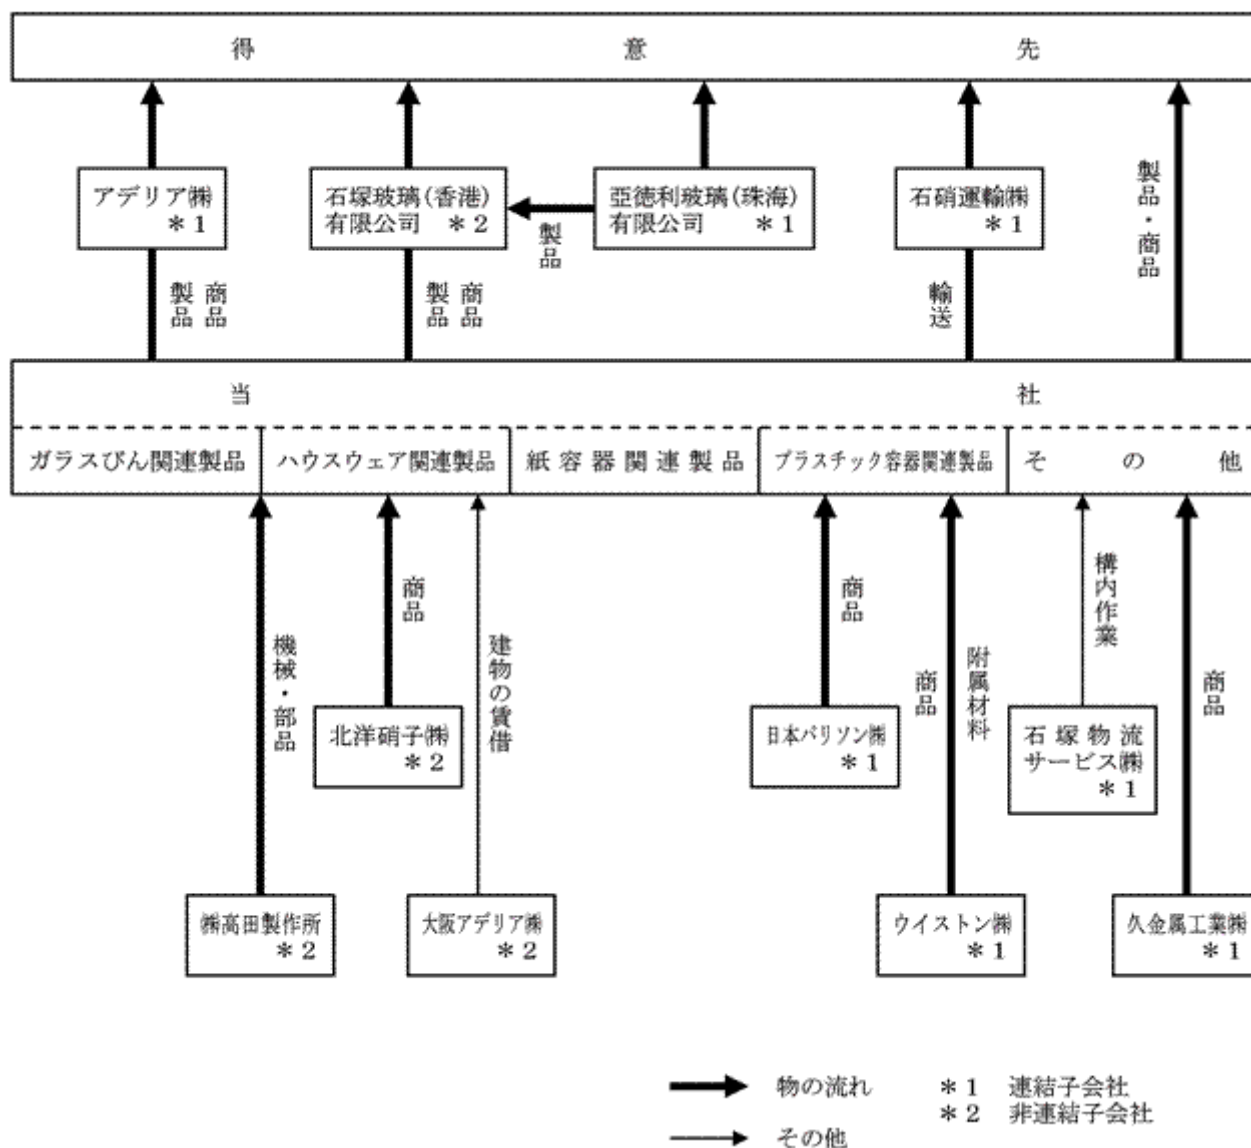 得意先
アデリア㈱
＊1
石塚玻璃(香港)
有限公司 ＊2
亞徳利玻璃(珠海)
有限公司 ＊1
石硝運輸㈱
＊1
製品・商品
製品
商品
製品
商品
製品
輸送
当社
ガラスびん関連製品
ハウスウェア関連製品
紙容器関連製品
プラスチック容器関連製品
その他
機械・部品
商品
建物の賃借
商品
商品
附属材料
構内作業
商品
北洋硝子㈱
＊2
日本パリソン㈱
＊1
石塚物流
サービス㈱
＊1
㈱高田製作所
＊2
大阪アデリア㈱
＊2
ウイストン㈱
＊1
久金属工業㈱
＊1
物の流れ
＊1 連結子会社
＊2 非連結子会社
その他